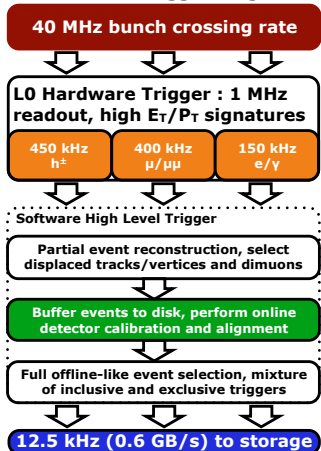 40 MHz bunch crossing rate
L0 Hardware Trigger : 1 MHz
readout, high Eᴛ/Pᴛ signatures
450 kHz
h±
400 kHz
μ/μμ
150 kHz
e/γ
Software High Level Trigger
Partial event reconstruction, select
displaced tracks/vertices and dimuons
Buffer events to disk, perform online
detector calibration and alignment
Full offline-like event selection, mixture
of inclusive and exclusive triggers
12.5 kHz (0.6 GB/s) to storage